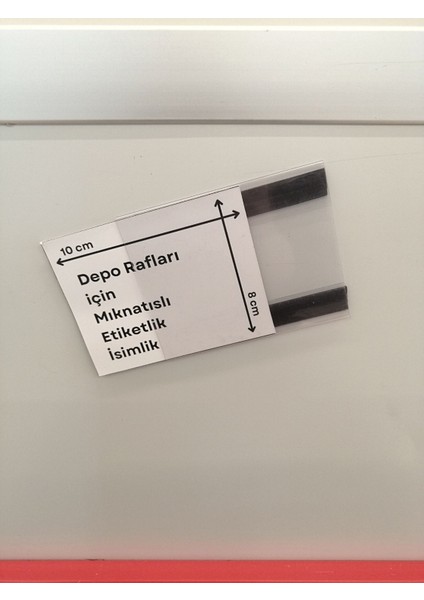 10 cm
Depo Rafları
için
Mıknatıslı
Etiketlik
İsimlik
8 cm